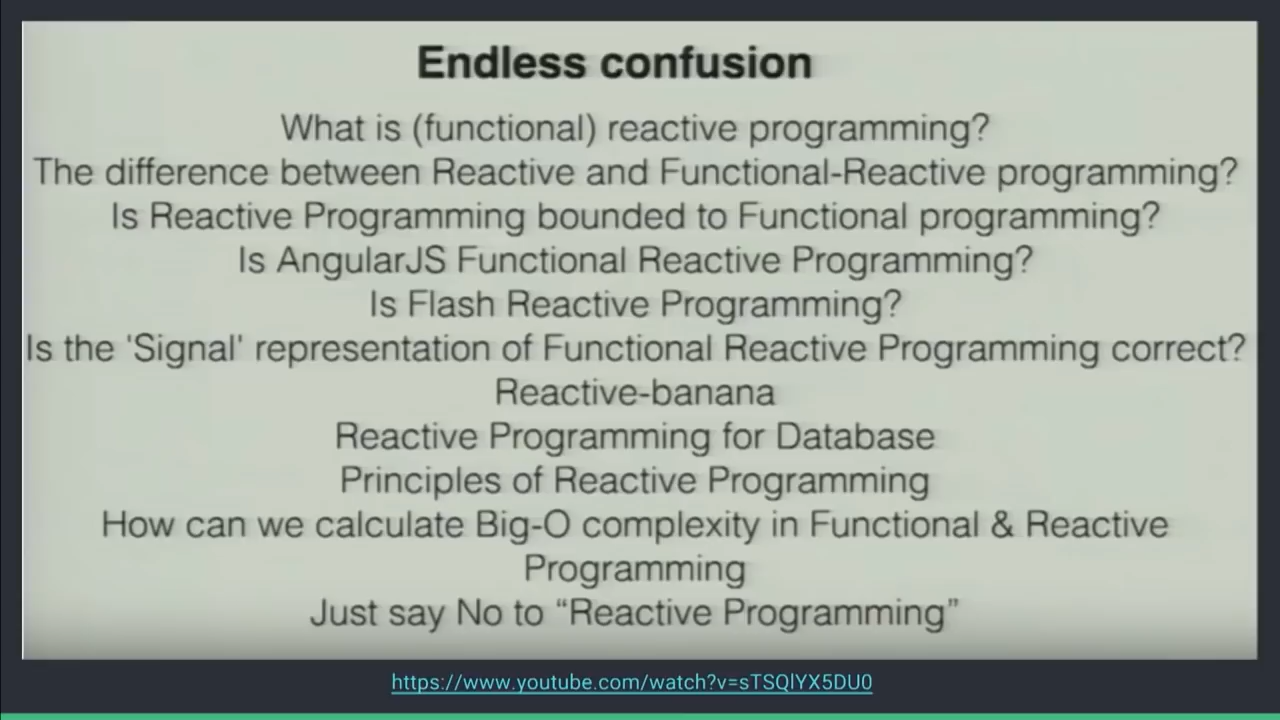 Endless confusion
What is (functional) reactive programming?
The difference between Reactive and Functional-Reactive programming?
Is Reactive Programming bounded to Functional programming?
Is AngularJS Functional Reactive Programming?
Is Flash Reactive Programming?
Is the 'Signal' representation of Functional Reactive Programming correct?
Reactive-banana
Reactive Programming for Database
Principles of Reactive Programming
How can we calculate Big-O complexity in Functional & Reactive
Programming
Just say No to “Reactive Programming”
https://www.youtube.com/watch?v=sTSQlYX5DU0